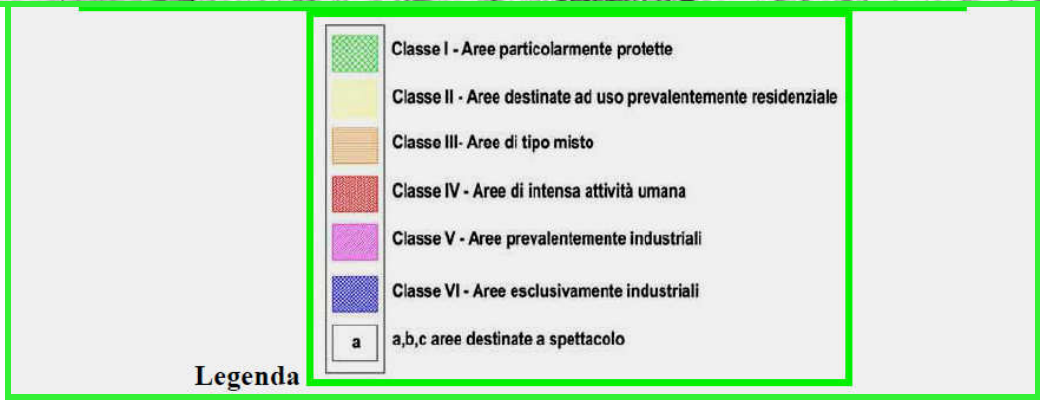 Classe I - Aree particolarmente protette
Classe II - Aree destinate ad uso prevalentemente residenziale
Classe III- Aree di tipo misto
Classe IV - Aree di intensa attività umana
Classe V - Aree prevalentemente industriali
Classe VI - Aree esclusivamente industriali
a a,b,c aree destinate a spettacolo
Legenda